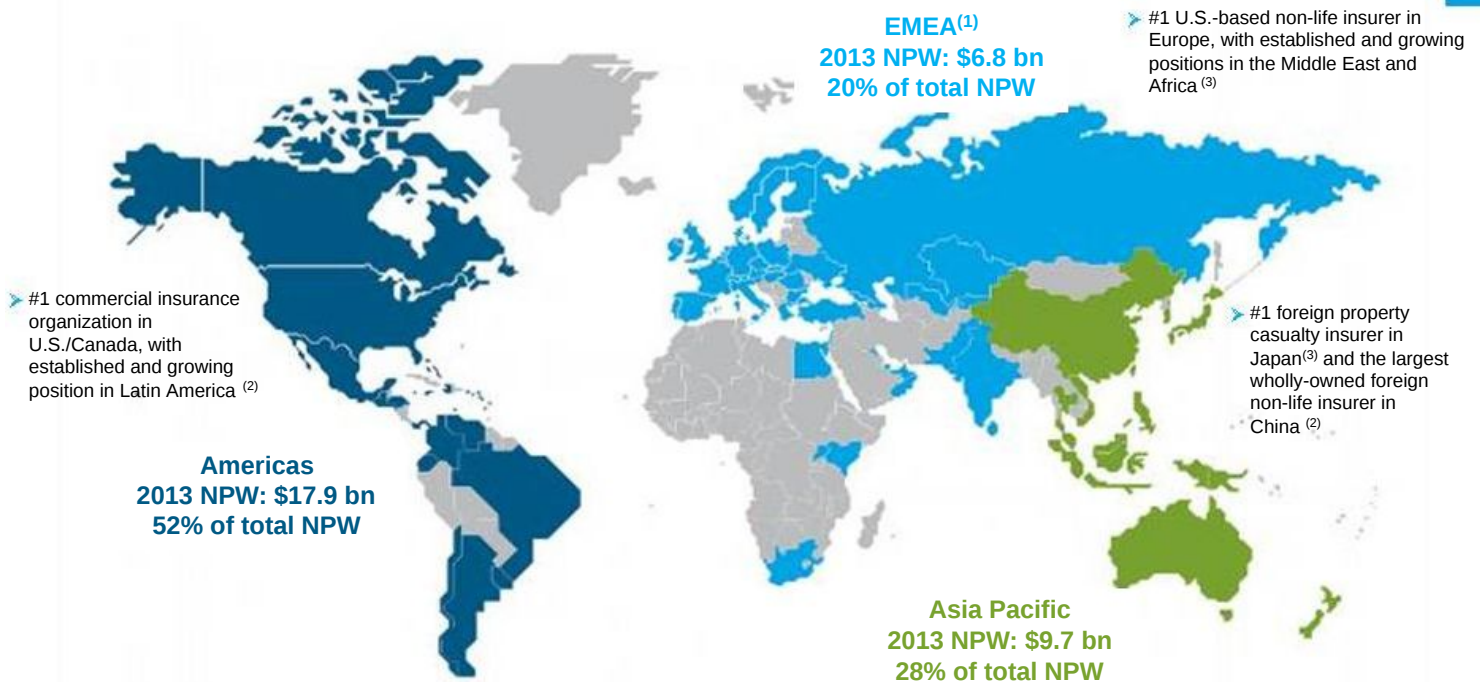 EMEA(1)
2013 NPW: $6.8 bn
20% of total NPW
#1 U.S.-based non-life insurer in
Europe, with established and growing
positions in the Middle East and
Africa (3)
#1 commercial insurance
organization in
U.S./Canada, with
established and growing
position in Latin America (2)
#1 foreign property
casualty insurer in
Japan(3) and the largest
wholly-owned foreign
non-life insurer in
China (2)
Americas
2013 NPW: $17.9 bn
52% of total NPW
Asia Pacific
2013 NPW: $9.7 bn
28% of total NPW